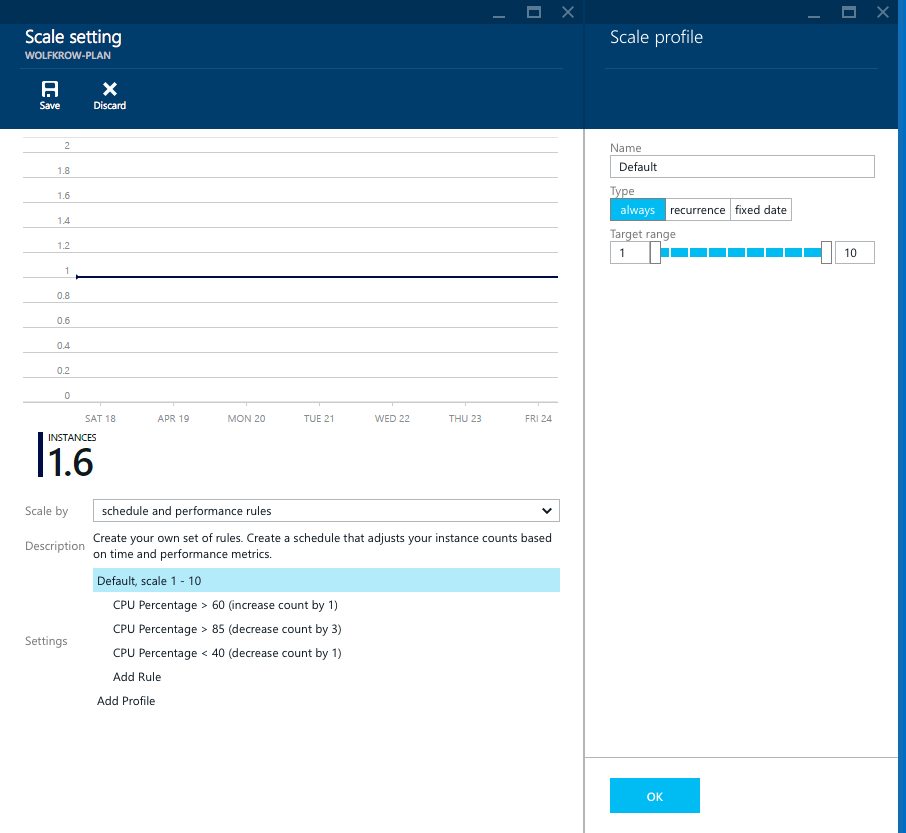 Scale setting
WOLFKROW-PLAN
Save
Discard
2
1.8
1.6
1.4
1.2
1
0.8
0.6
0.4
0.2
0
SAT 18 APR 19 MON 20 TUE 21 WED 22 THU 23 FRI 24
INSTANCES
1.6
Scale by
schedule and performance rules
Description
Create your own set of rules. Create a schedule that adjusts your instance counts based
on time and performance metrics.
Settings
Default, scale 1 - 10
CPU Percentage > 60 (increase count by 1)
CPU Percentage > 85 (decrease count by 3)
CPU Percentage < 40 (decrease count by 1)
Add Rule
Add Profile
Scale profile
Name
Default
Type
always recurrence fixed date
Target range
1 10
OK